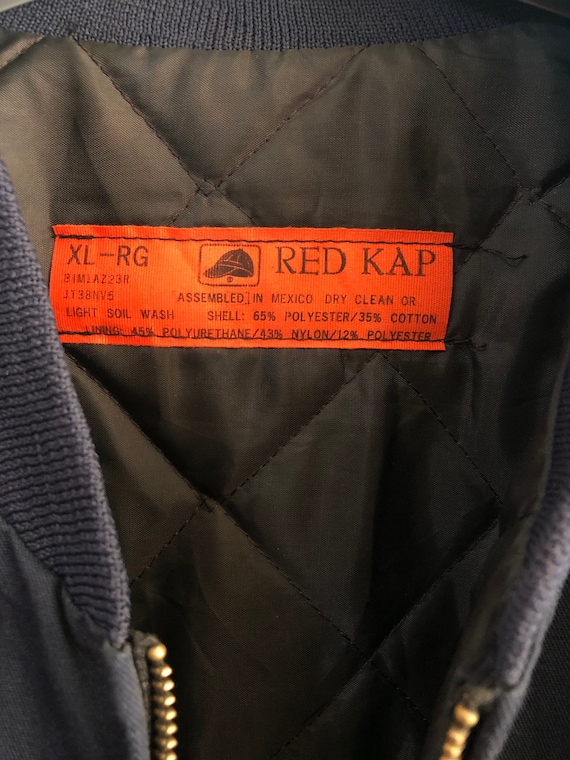 XL-RG RED KAP
81M1AZ23R
JT38NV5 ASSEMBLED IN MEXICO DRY CLEAN OR
LIGHT SOIL WASH SHELL: 65% POLYESTER/35% COTTON
LINING: 45% POLYURETHANE/43% NYLON/12% POLYESTER